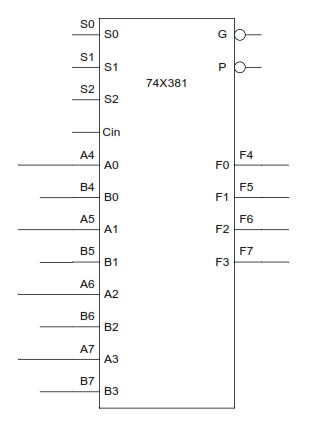 S0
S0 G
S1
S1 P
74X381
S2
S2
Cin
A4 F4
A0 F0
B4 F5
B0 F1
A5 F6
A1 F2
B5 F7
B1 F3
A6
A2
B6
B2
A7
A3
B7
B3